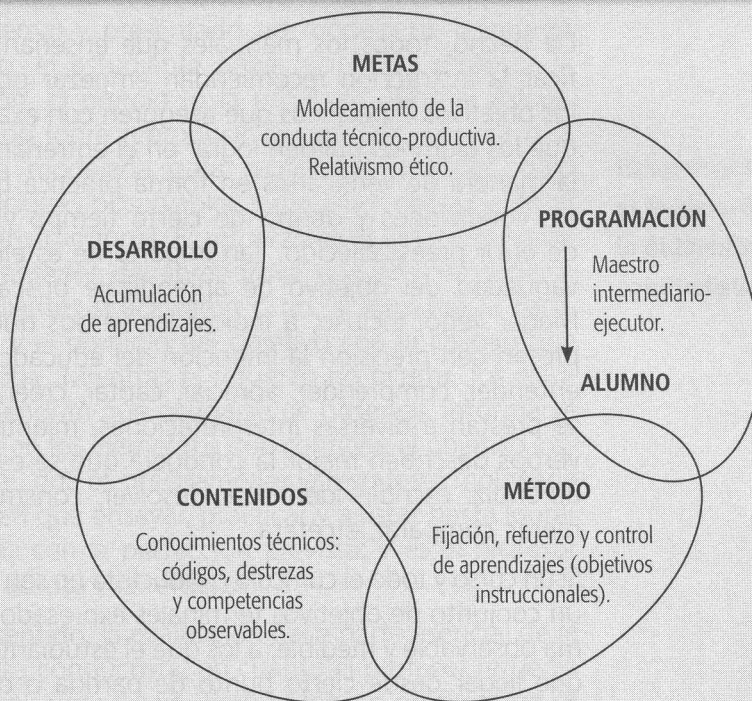 METAS
Moldeamiento de la
conducta técnico-productiva.
Relativismo ético.
DESARROLLO
Acumulación
de aprendizajes.
PROGRAMACIÓN
Maestro
intermediario-
ejecutor.
ALUMNO
CONTENIDOS
Conocimientos técnicos:
códigos, destrezas
y competencias
observables.
MÉTODO
Fijación, refuerzo y control
de aprendizajes (objetivos
instruccionales).